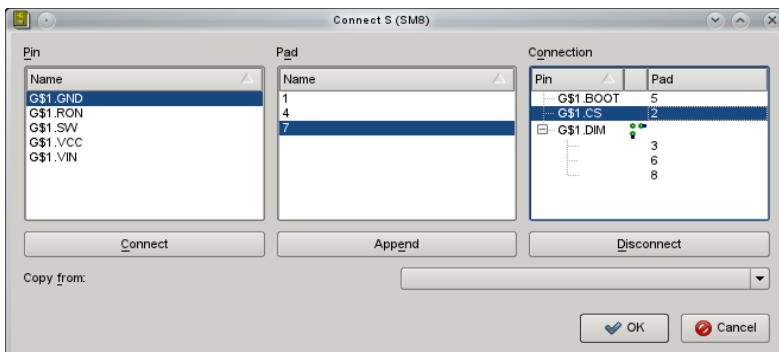 Connect S (SM8)
Pin
Pad
Connection
Name
Name
Pin Pad
G$1.GND
G$1.RON
G$1.SW
G$1.VCC
G$1.VIN
1
4
7
G$1.BOOT 5
G$1.CS 2
G$1.DIM
3
6
8
Connect
Append
Disconnect
Copy from:
OK
Cancel